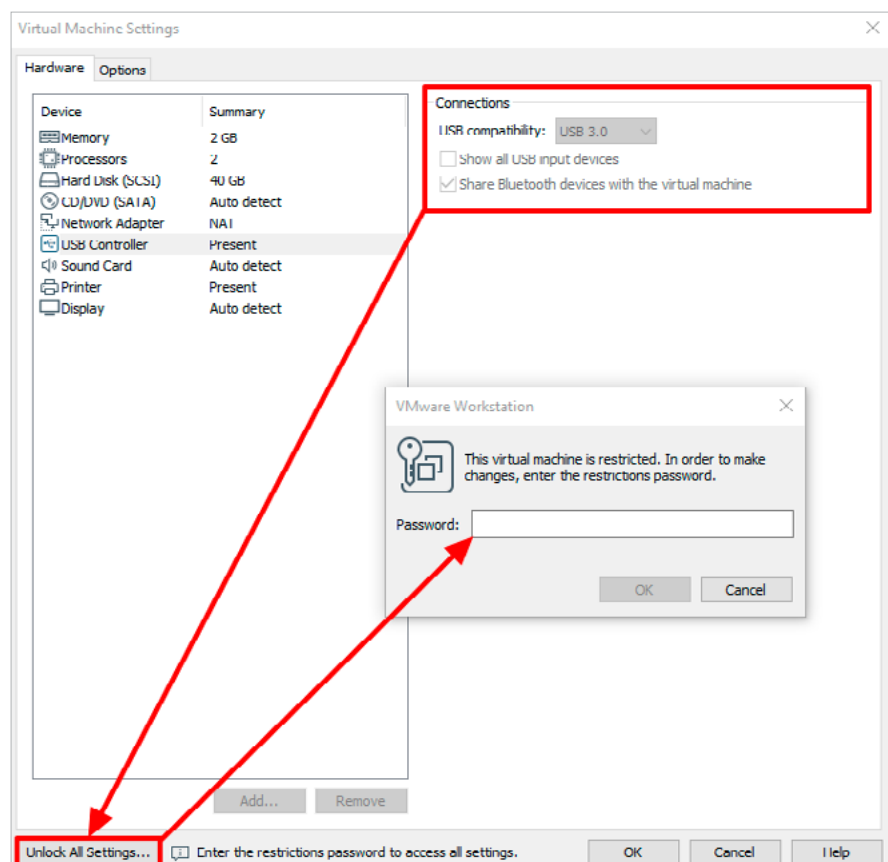 Virtual Machine Settings
Hardware Options
Device Summary
Memory 2 GB
Processors 2
Hard Disk (SCSI) 40 GB
CD/DVD (SATA) Auto detect
Network Adapter NAT
USB Controller Present
Sound Card Auto detect
Printer Present
Display Auto detect
Add... Remove
Connections
USB compatibility: USB 3.0
Show all USB input devices
Share Bluetooth devices with the virtual machine
VMware Workstation
This virtual machine is restricted. In order to make
changes, enter the restrictions password.
Password:
OK Cancel
Unlock All Settings... Enter the restrictions password to access all settings. OK Cancel Help